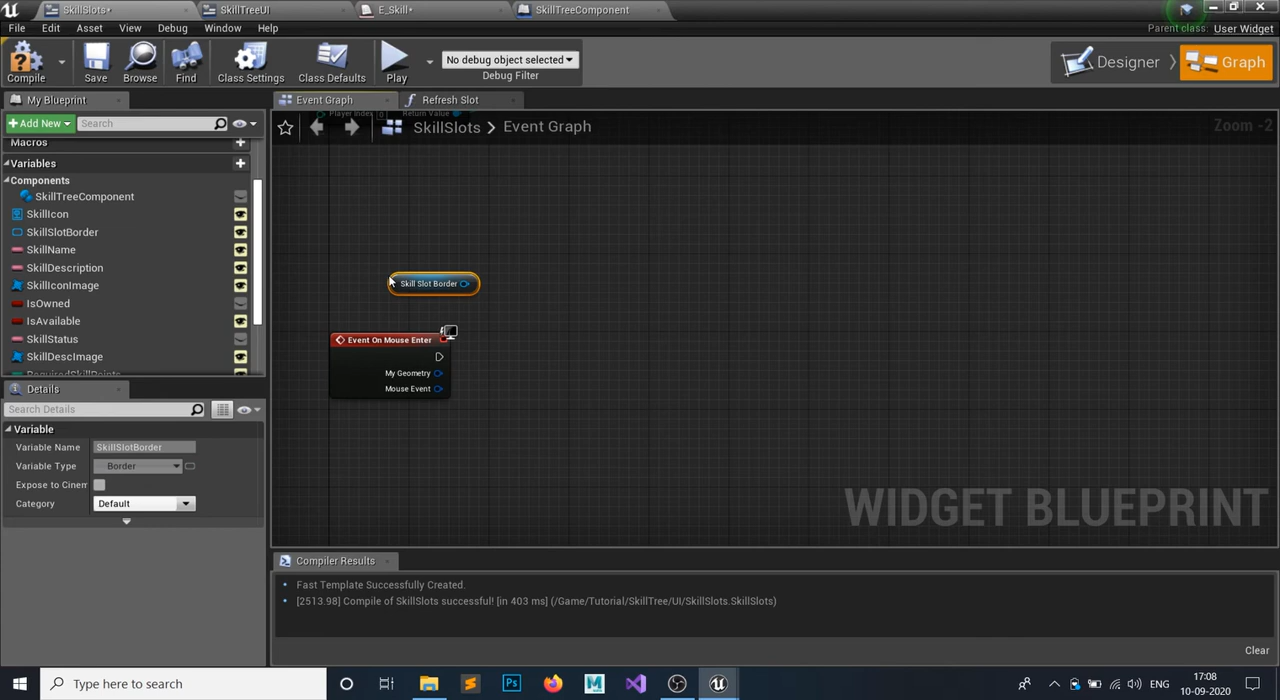 SkillSlots*
SkillTreeUI
E_Skill*
SkillTreeComponent
File Edit Asset View Debug Window Help
Parent class: User Widget
Compile
Save
Browse
Find
Class Settings
Class Defaults
Play
No debug object selected
Debug Filter
Designer
Graph
My Blueprint
Event Graph
Refresh Slot
+Add New
Search
Player Index 0 Return Value
SkillSlots > Event Graph
Zoom -2
Macros
Variables
Components
SkillTreeComponent
SkillIcon
SkillSlotBorder
SkillName
SkillDescription
SkillIconImage
IsOwned
IsAvailable
SkillStatus
SkillDescImage
RequiredSkillPoints
Skill Slot Border
Event On Mouse Enter
My Geometry
Mouse Event
Details
Search Details
Variable
Variable Name SkillSlotBorder
Variable Type Border
Expose to Cinem
Category Default
WIDGET BLUEPRINT
Compiler Results
Fast Template Successfully Created.
[2513.98] Compile of SkillSlots successful! [in 403 ms] (/Game/Tutorial/SkillTree/UI/SkillSlots.SkillSlots)
Clear
Type here to search
ENG
17:08
10-09-2020